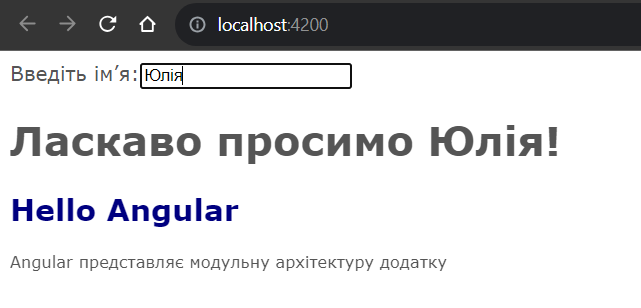 localhost:4200
Введіть ім’я: Юлія
Ласкаво просимо Юлія!
Hello Angular
Angular представляє модульну архітектуру додатку